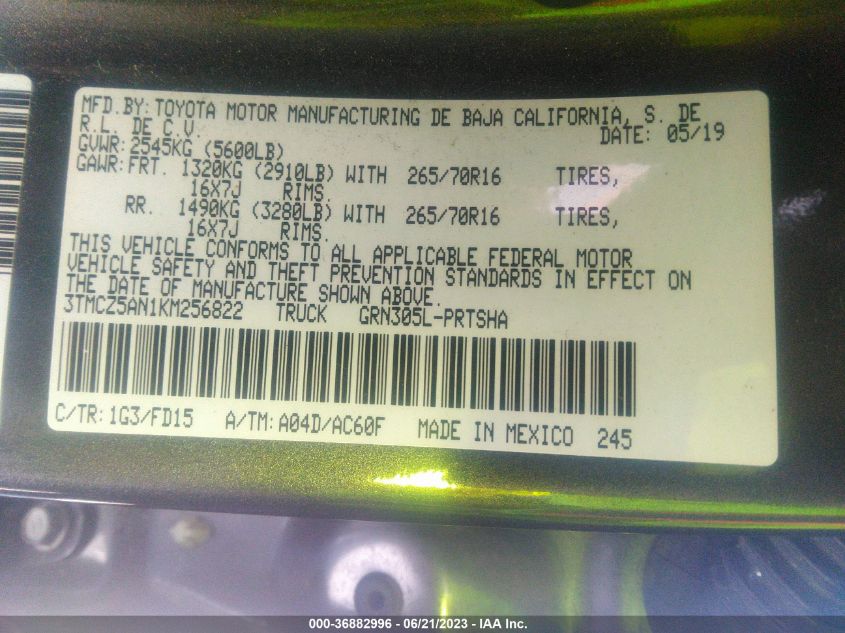 MFD.BY: TOYOTA MOTOR MANUFACTURING DE BAJA CALIFORNIA, S. DE
R.L. DE C.V. DATE: 05/19
GVWR: 2545KG (5600LB)
GAWR: FRT. 1320KG (2910LB) WITH 265/70R16 TIRES,
16X7J RIMS.
RR. 1490KG (3280LB) WITH 265/70R16 TIRES,
16X7J RIMS.
THIS VEHICLE CONFORMS TO ALL APPLICABLE FEDERAL MOTOR
VEHICLE SAFETY AND THEFT PREVENTION STANDARDS IN EFFECT ON
THE DATE OF MANUFACTURE SHOWN ABOVE.
3TMCZ5AN1KM256822 TRUCK GRN305L-PRTSHA
C/TR: 1G3/FD15 A/TM: A04D/AC60F MADE IN MEXICO 245
000-36882996 - 06/21/2023 - IAA Inc.